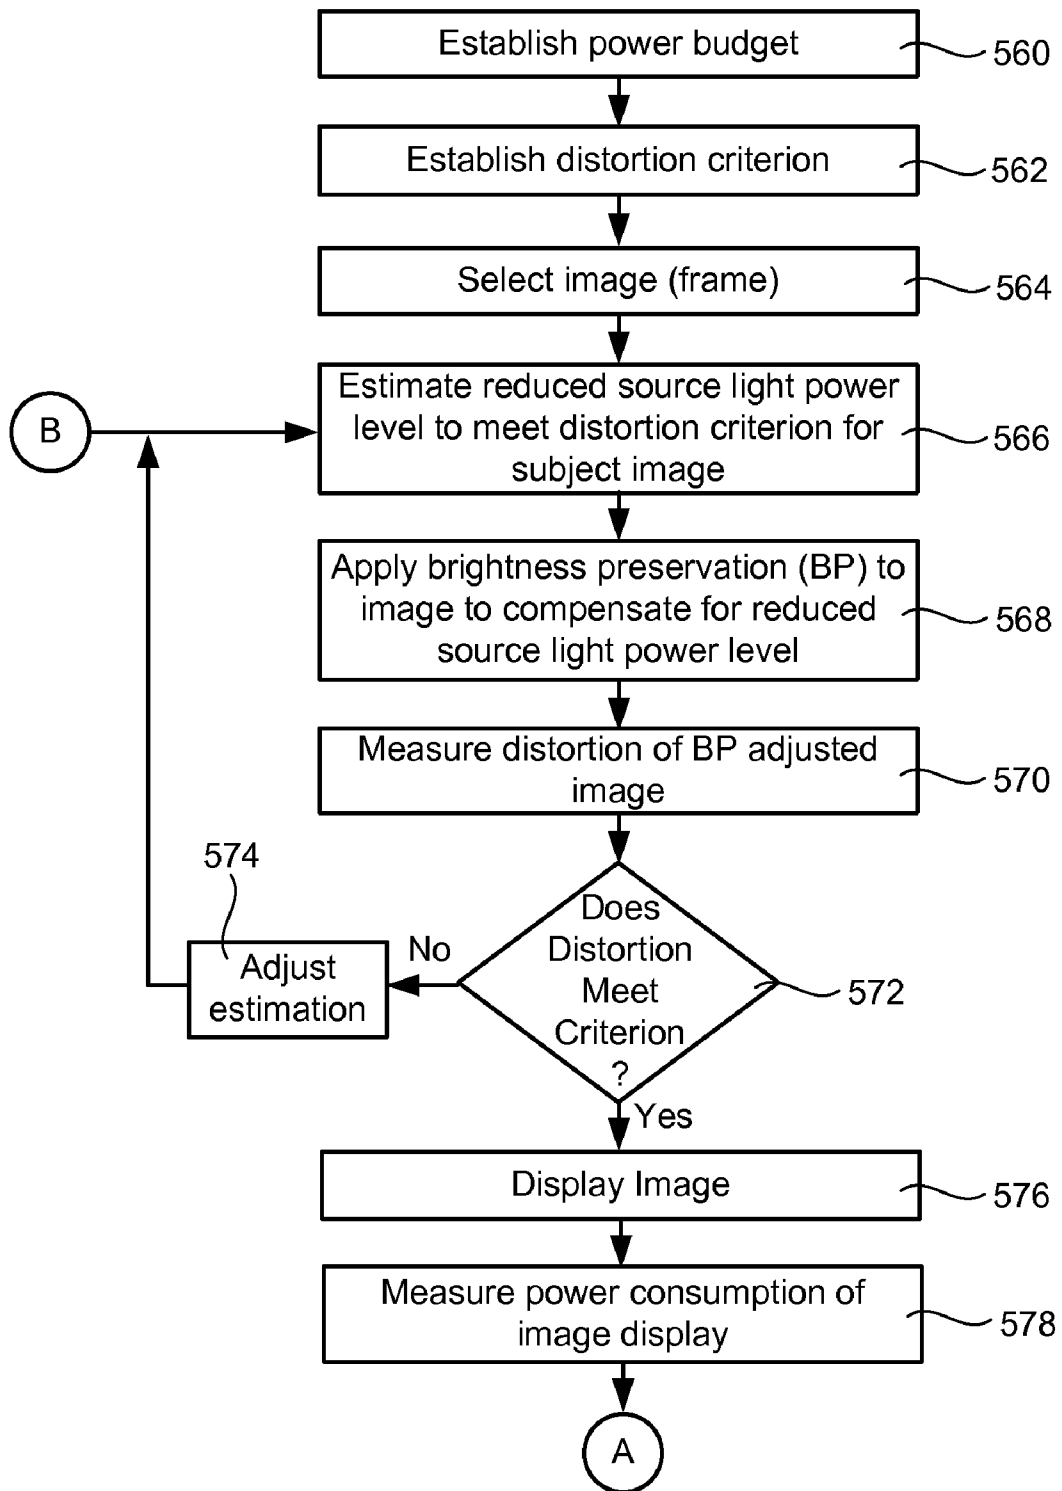 Establish power budget
560
Establish distortion criterion
562
Select image (frame)
564
Estimate reduced source light power
level to meet distortion criterion for
subject image
566
B
Apply brightness preservation (BP) to
image to compensate for reduced
source light power level
568
Measure distortion of BP adjusted
image
570
574
Adjust
estimation
No
Does
Distortion
Meet
Criterion
?
572
Yes
Display Image
576
Measure power consumption of
image display
578
A